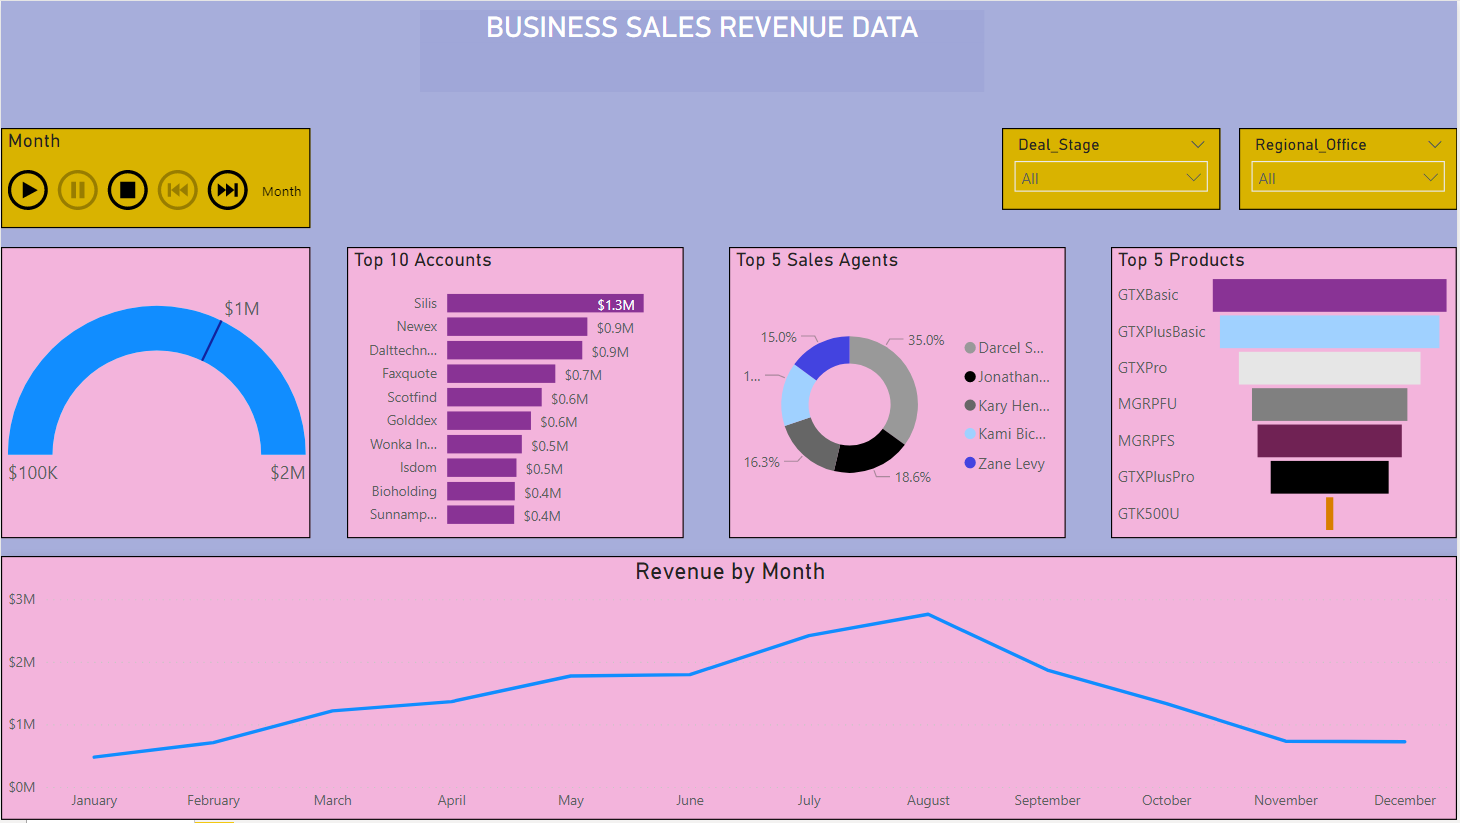 BUSINESS SALES REVENUE DATA
Month
Month
Deal_Stage
All
Regional_Office
All
$1M
$100K
$2M
Top 10 Accounts
Silis $1.3M
Newex $0.9M
Dalttechn... $0.9M
Faxquote $0.7M
Scotfind $0.6M
Golddex $0.6M
Wonka In... $0.5M
Isdom $0.5M
Bioholding $0.4M
Sunnamp... $0.4M
Top 5 Sales Agents
15.0%
35.0%
1...
16.3%
18.6%
Darcel S...
Jonathan...
Kary Hen...
Kami Bic...
Zane Levy
Top 5 Products
GTXBasic
GTXPlusBasic
GTXPro
MGRPFU
MGRPFS
GTXPlusPro
GTK500U
Revenue by Month
$3M
$2M
$1M
$0M
January February March April May June July August September October November December